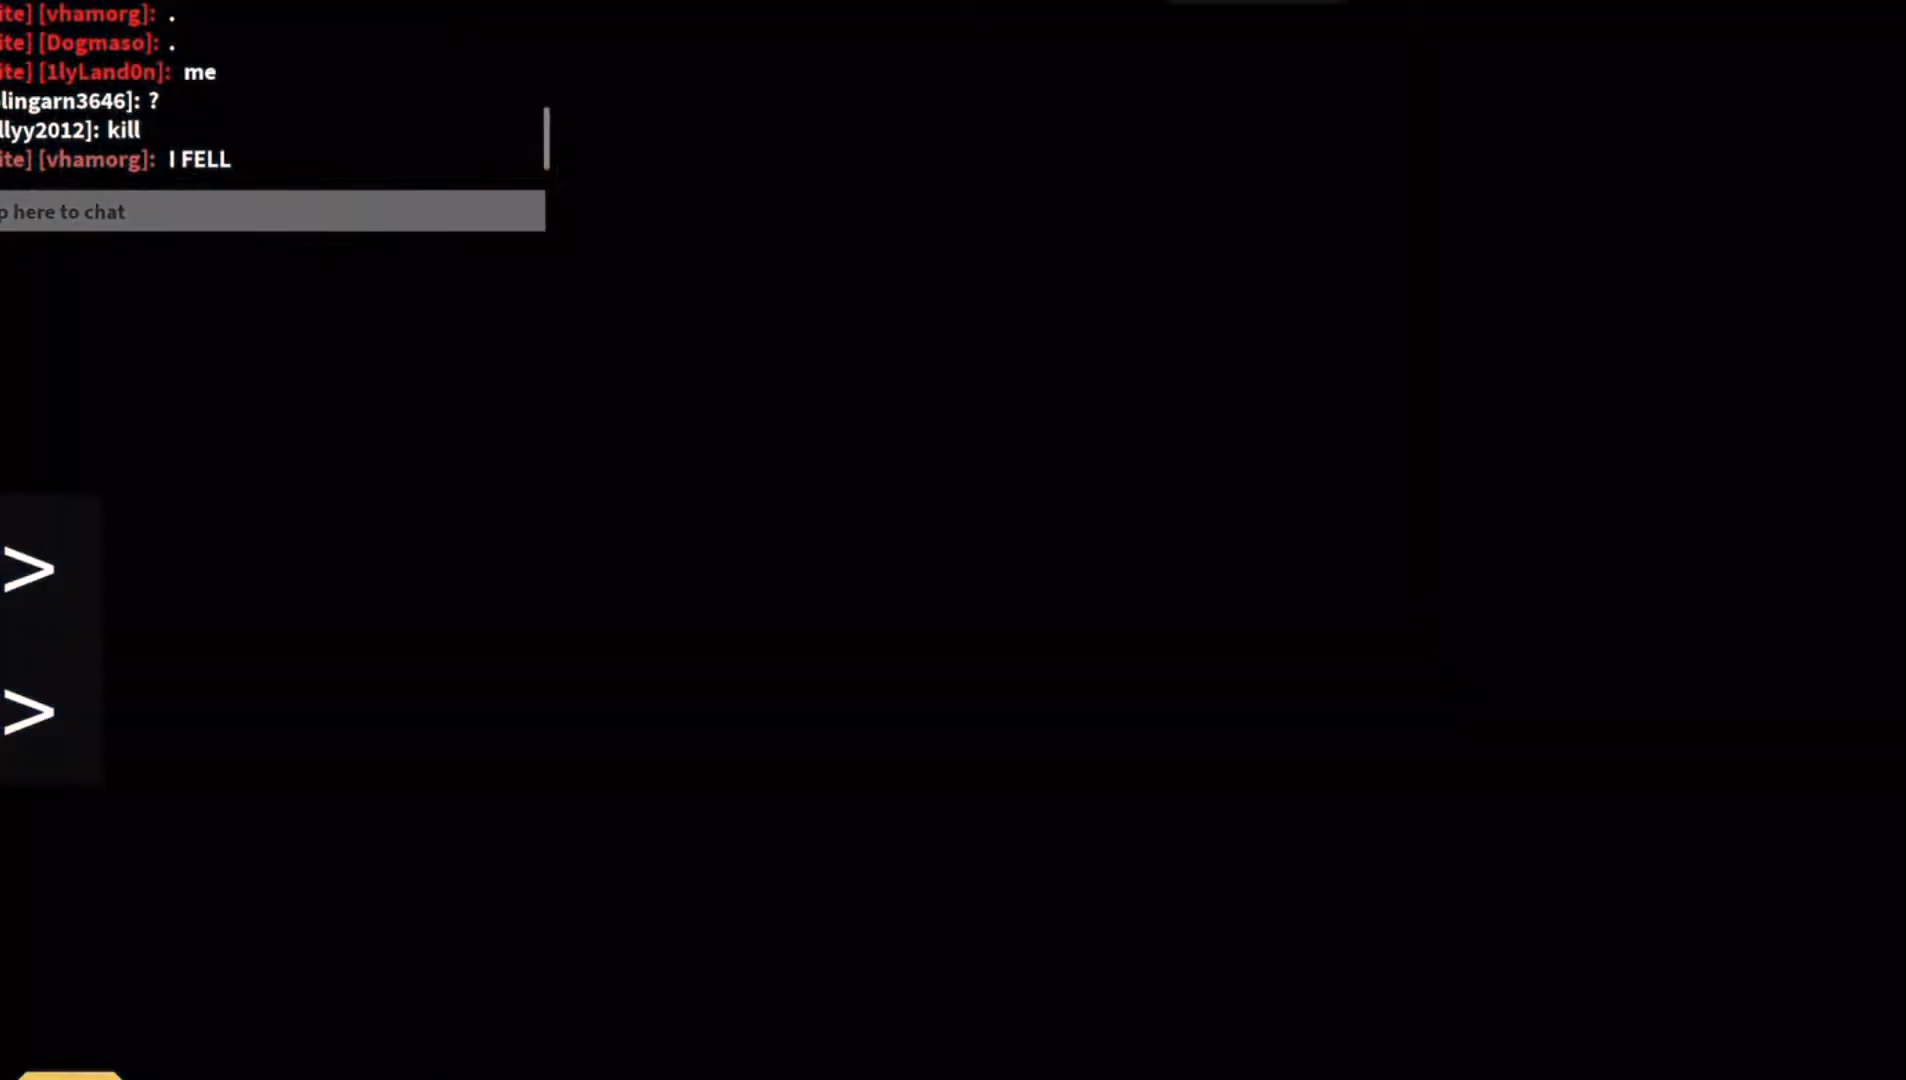 ite] [vhamorg]: .
ite] [Dogmaso]: .
ite] [1lyLand0n]: me
lingarn3646]: ?
llyy2012]: kill
ite] [vhamorg]: I FELL
p here to chat
>
>